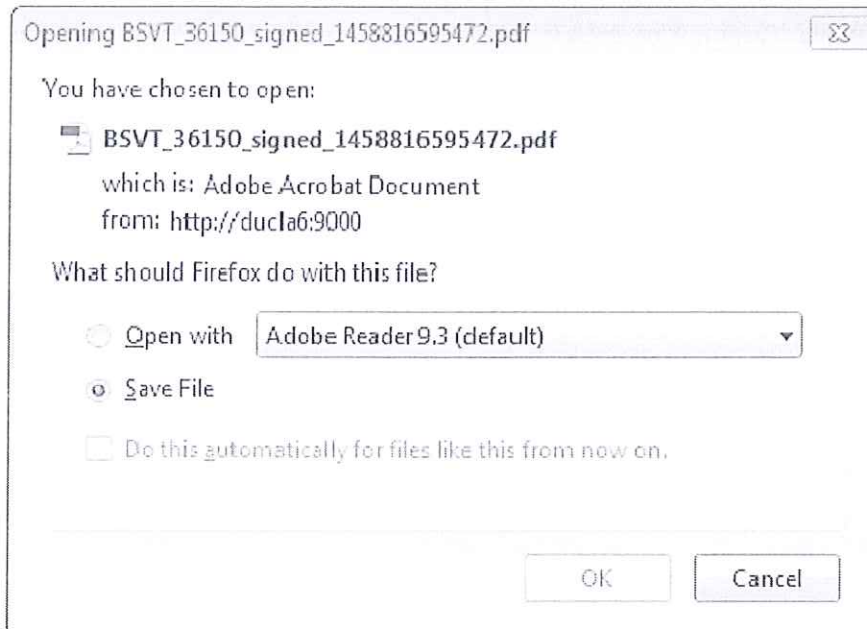 Opening BSVT_36150_signed_1458816595472.pdf
You have chosen to open:
BSVT_36150_signed_1458816595472.pdf
which is: Adobe Acrobat Document
from: http://ducla6:9000
What should Firefox do with this file?
Open with Adobe Reader 9.3 (default)
Save File
Do this automatically for files like this from now on.
OK Cancel